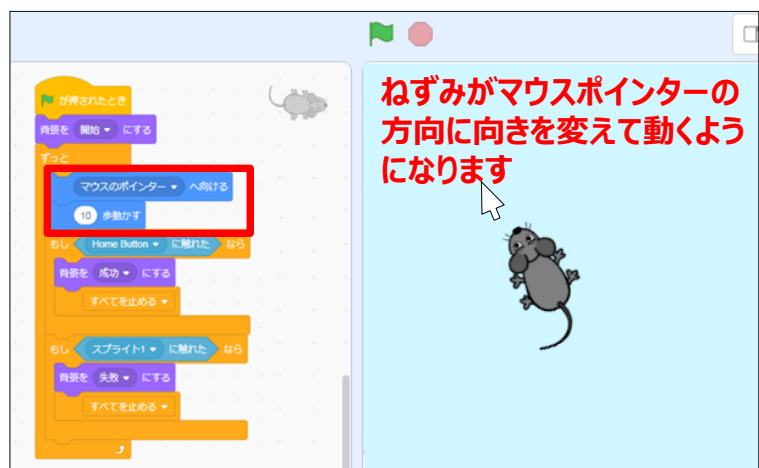 が押されたとき
背景を 開始 にする
ずっと
マウスのポインター へ向ける
10 歩動かす
もし Home Button に触れた なら
背景を 成功 にする
すべてを止める
もし スプライト1 に触れた なら
背景を 失敗 にする
すべてを止める
ねずみがマウスポインターの
方向に向きを変えて動くよう
になります